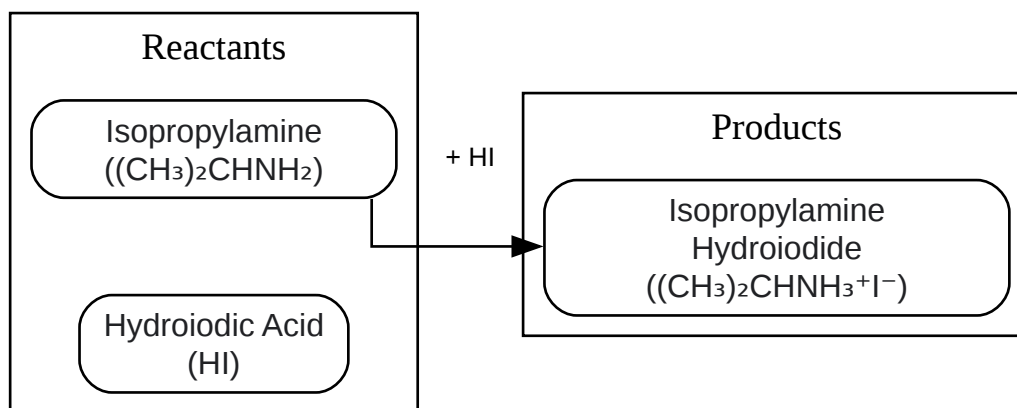 Reactants
Isopropylamine
((CH₃)₂CHNH₂)
+ HI
Products
Isopropylamine
Hydroiodide
((CH₃)₂CHNH₃⁺I⁻)
Hydroiodic Acid
(HI)